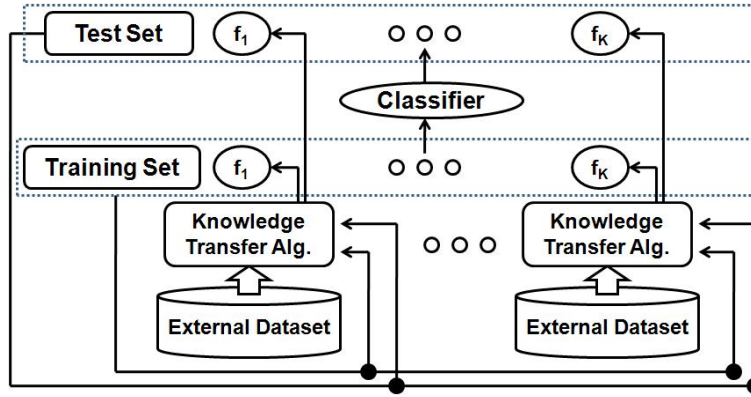 Test Set
f1
fK
Classifier
Training Set
f1
fK
Knowledge
Transfer Alg.
Knowledge
Transfer Alg.
External Dataset
External Dataset